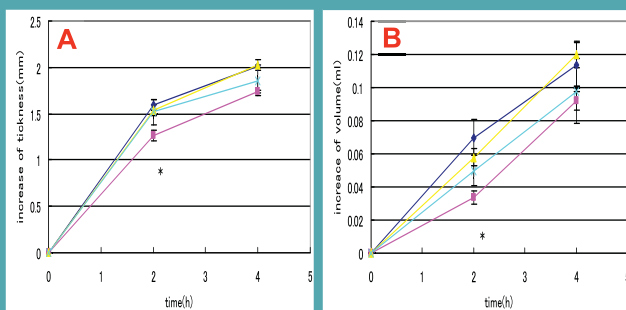 A
increase of tickness(mm)
2.5
2
1.5
1
0.5
0
*
0 1 2 3 4 5
time(h)
B
increace of volume(ml)
0.14
0.12
0.1
0.08
0.06
0.04
0.02
0
*
0 1 2 3 4 5
time(h)